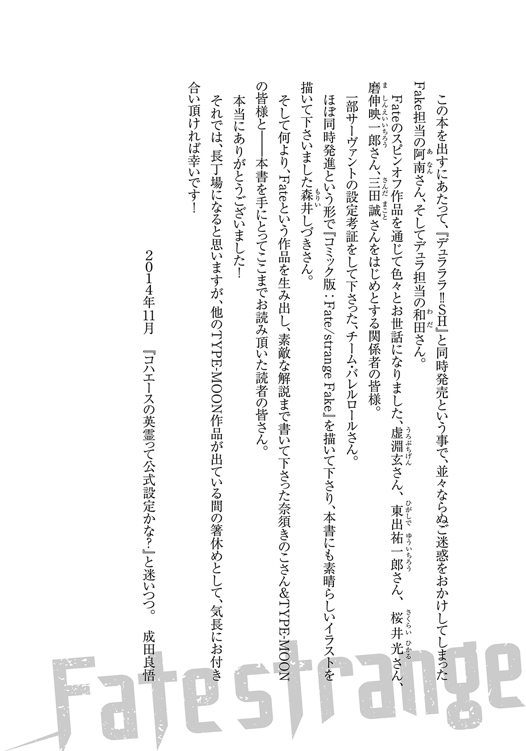 この本を出すにあたって、『デュラララ!!SH』と同時発売という事で、並々ならぬご迷惑をおかけしてしまった
Fake担当の阿南さん、そしてデュラ担当の和田さん。
Fateのスピンオフ作品を通じて色々とお世話になりました、虚淵玄さん、東出祐一郎さん、桜井光さん、
磨伸映一郎さん、三田誠さんをはじめとする関係者の皆様。
一部サーヴァントの設定考証をして下さった、チーム・バレルロールさん。
ほぼ同時発進という形で『コミック版：Fate/strange Fake』を描いて下さり、本書にも素晴らしいイラストを
描いて下さいました森井しづきさん。
そして何より、Fateという作品を生み出し、素敵な解説まで書いて下さった奈須きのこさん&TYPE-MOON
の皆様と――本書を手にとってここまでお読み頂いた読者の皆さん。
本当にありがとうございました！
それでは、長丁場になると思いますが、他のTYPE-MOON作品が出ている間の箸休めとして、気長にお付き
合い頂ければ幸いです！
2014年11月　『コハエースの英霊って公式設定かな？』と迷いつつ。　成田良悟
Fate strange